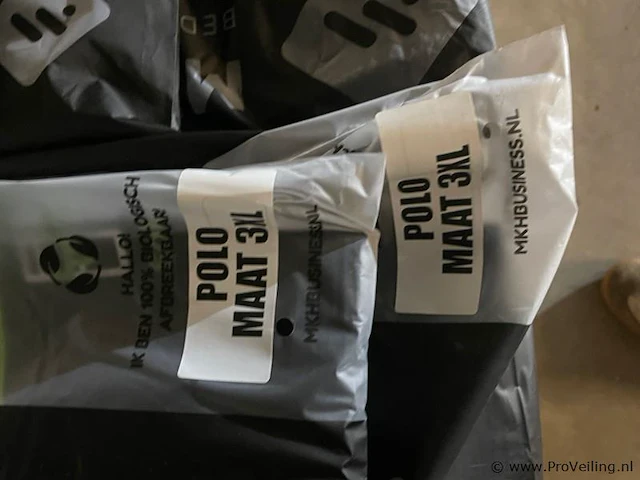 HALLO!
IK BEN 100% BIOLOGISCH
AFBREEKBAAR!
POLO
MAAT 3XL
MKHBUSINESS.NL
POLO
MAAT 3XL
MKHBUSINESS.NL
© www.ProVeiling.nl